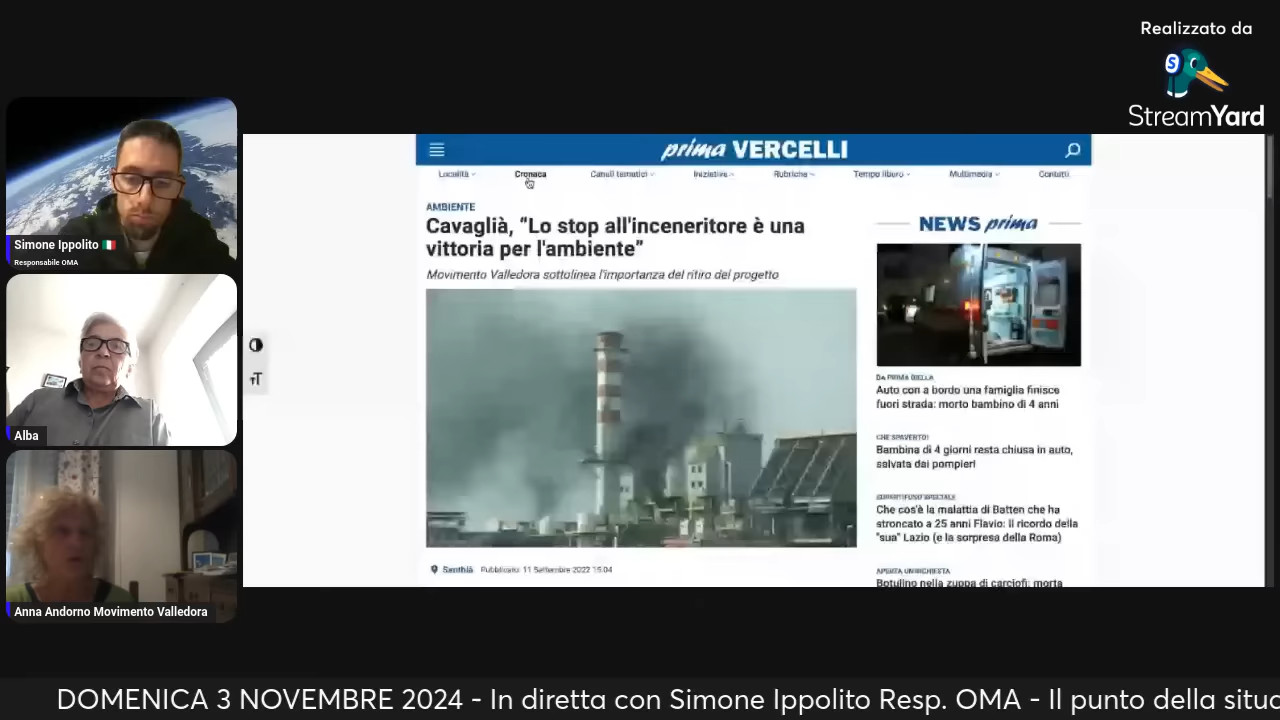 Realizzato da
StreamYard
Simone Ippolito
Responsabile OMA
Alba
Anna Andorno Movimento Valledora
prima VERCELLI
Località
Cronaca
Canali tematici
Iniziative
Rubriche
Tempo libero
Multimedia
Contatti
AMBIENTE
Cavaglià, “Lo stop all'inceneritore è una
vittoria per l'ambiente”
Movimento Valledora sottolinea l'importanza del ritiro del progetto
Santhià Pubblicato: 11 Settembre 2022 15:04
NEWS prima
DA PRIMA BIELLA
Auto con a bordo una famiglia finisce
fuori strada: morto bambino di 4 anni
CHE SPAVENTO!
Bambina di 4 giorni resta chiusa in auto,
salvata dai pompieri
Che cos'è la malattia di Batten che ha
stroncato a 25 anni Flavio: il ricordo della
"sua" Lazio (e la sorpresa della Roma)
APERTA UN'INCHIESTA
Botulino nella zuppa di carciofi: morta
DOMENICA 3 NOVEMBRE 2024 - In diretta con Simone Ippolito Resp. OMA - Il punto della situa